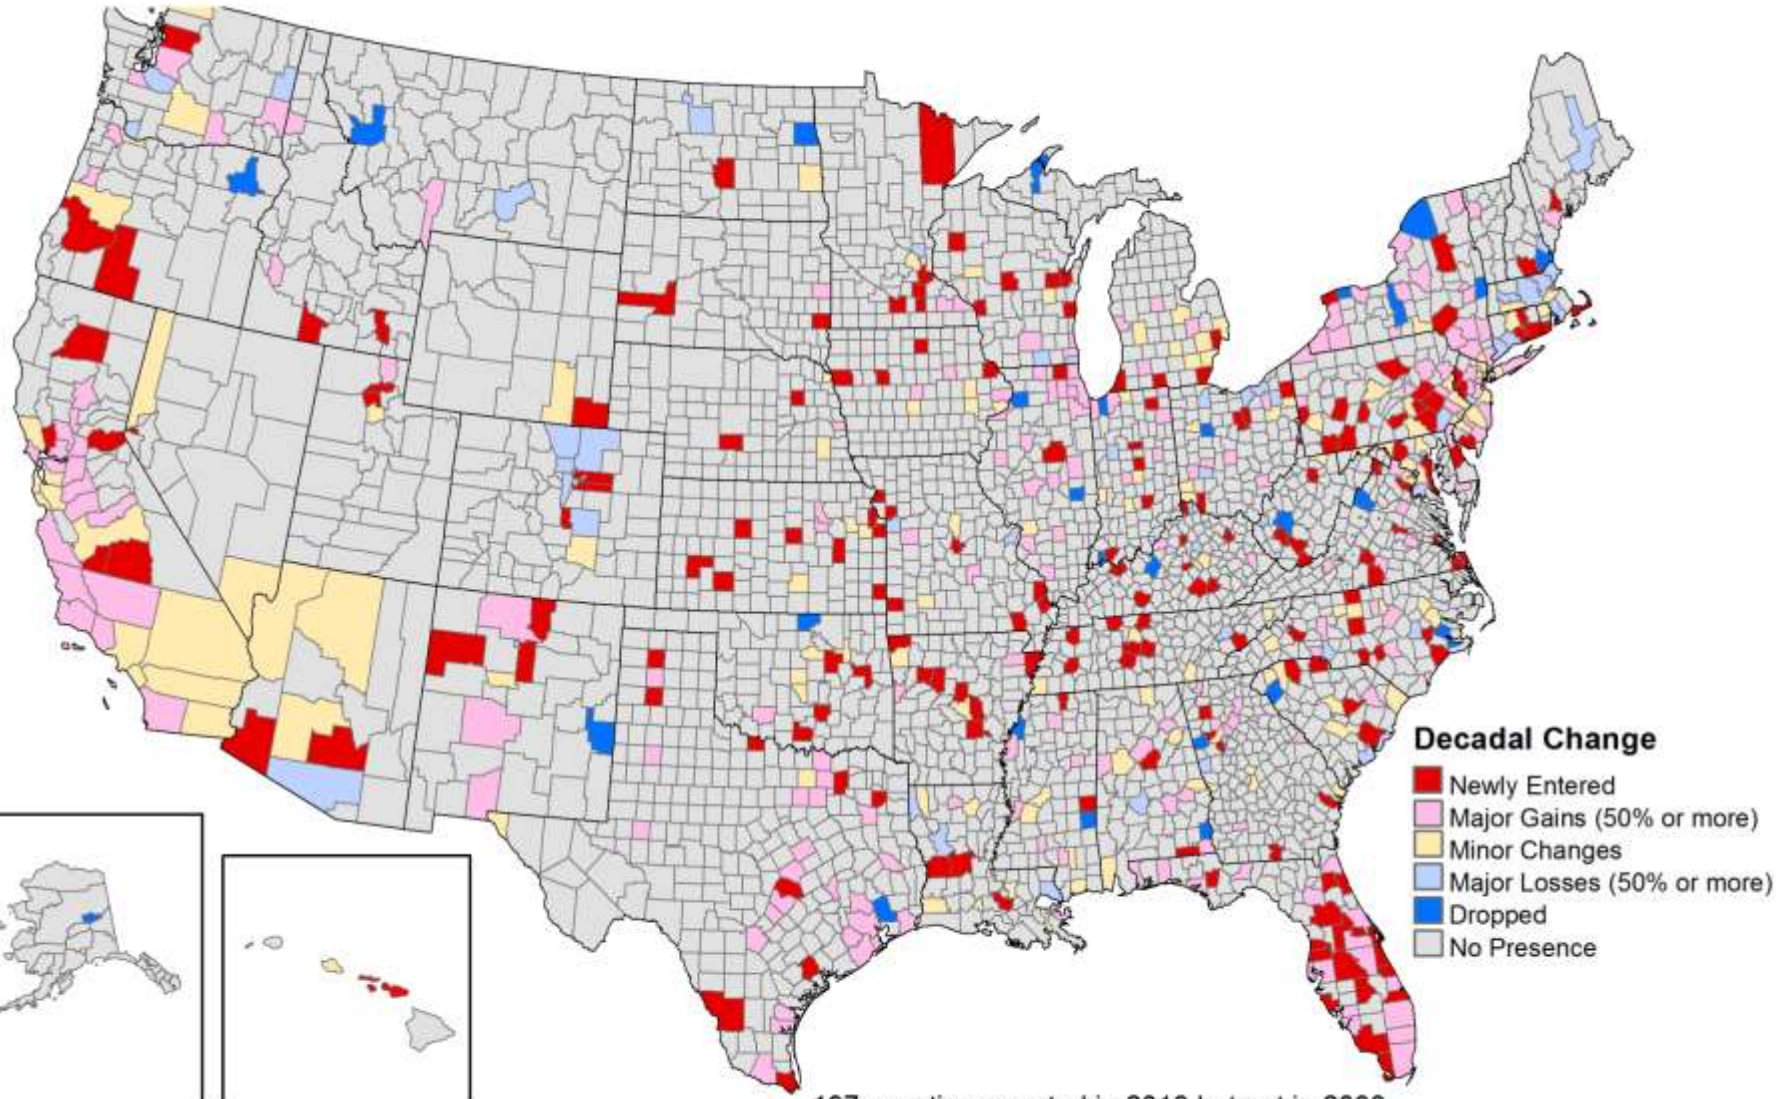 Decadal Change
Newly Entered
Major Gains (50% or more)
Minor Changes
Major Losses (50% or more)
Dropped
No Presence